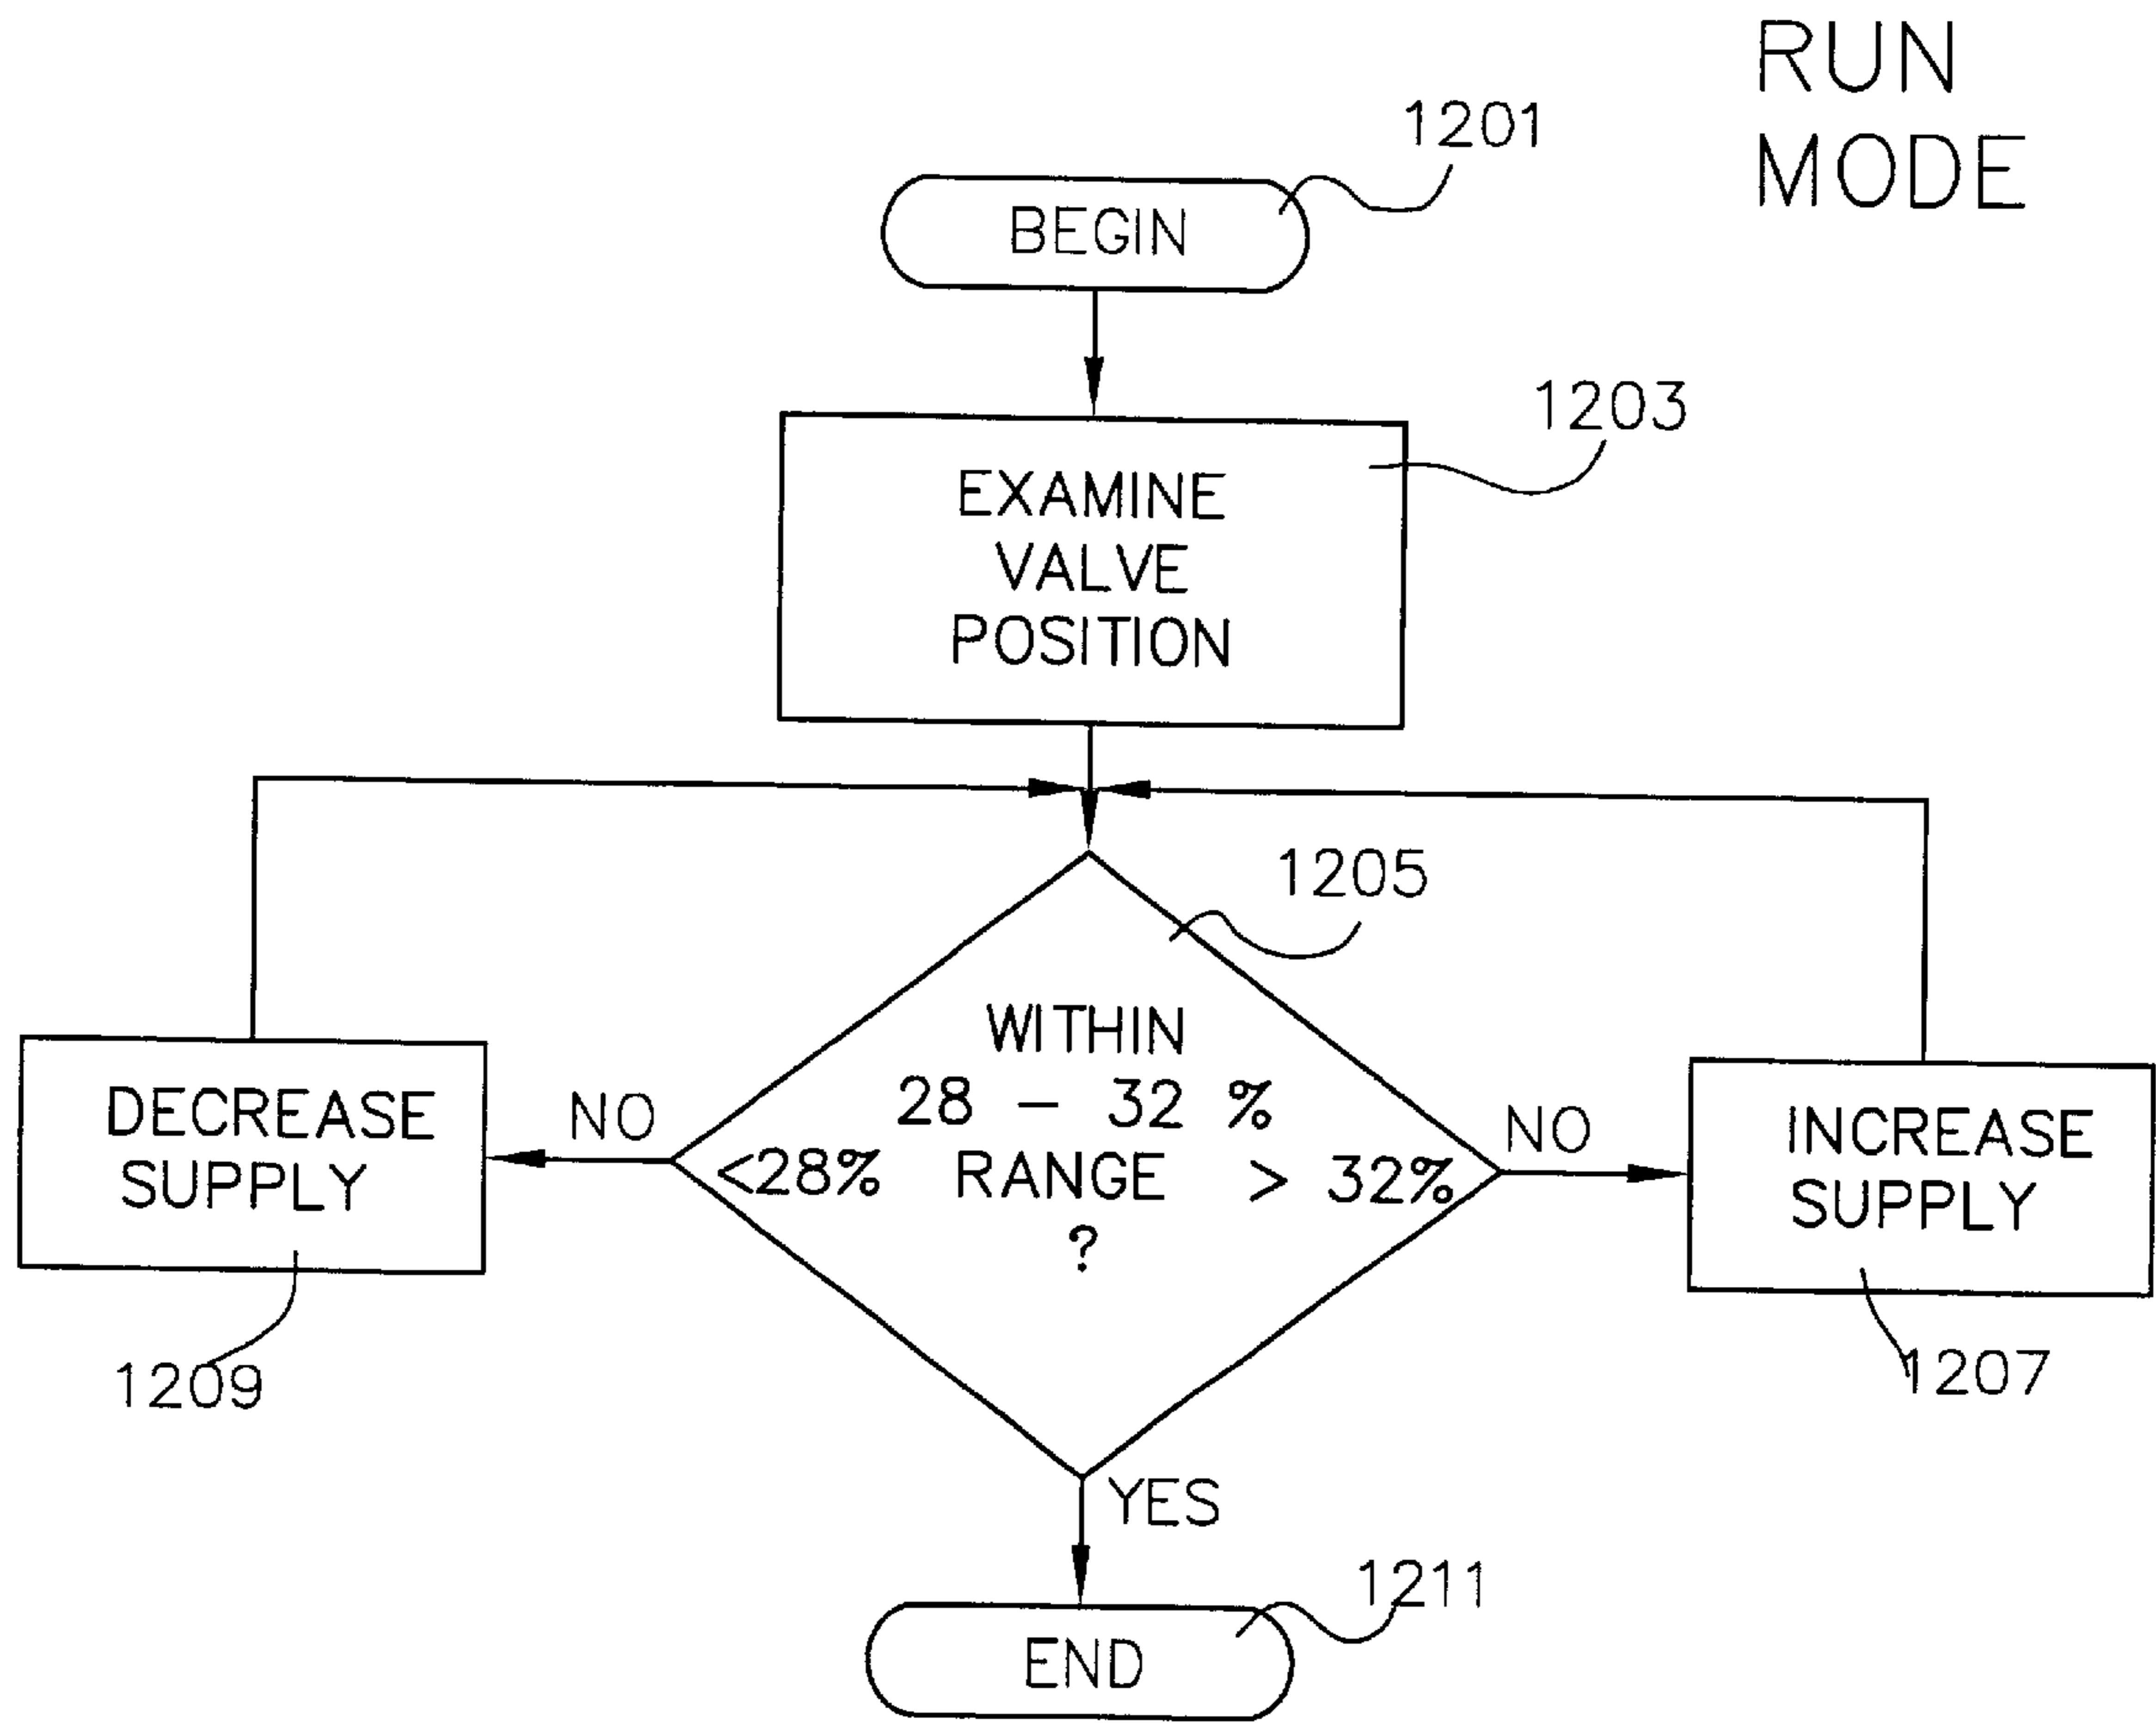 RUN
MODE
1201
BEGIN
1203
EXAMINE
VALVE
POSITION
1205
WITHIN
28 - 32 %
<28% RANGE > 32%
?
NO
DECREASE
SUPPLY
1209
NO
INCREASE
SUPPLY
1207
YES
1211
END